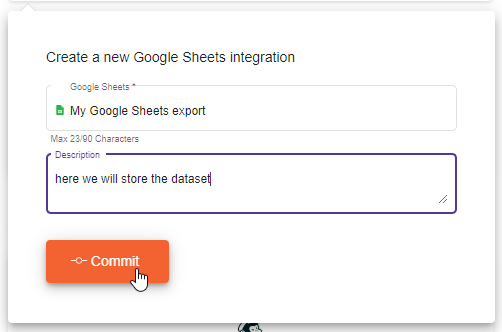 Create a new Google Sheets integration
Google Sheets *
My Google Sheets export
Max 23/90 Characters
Description
here we will store the dataset
Commit